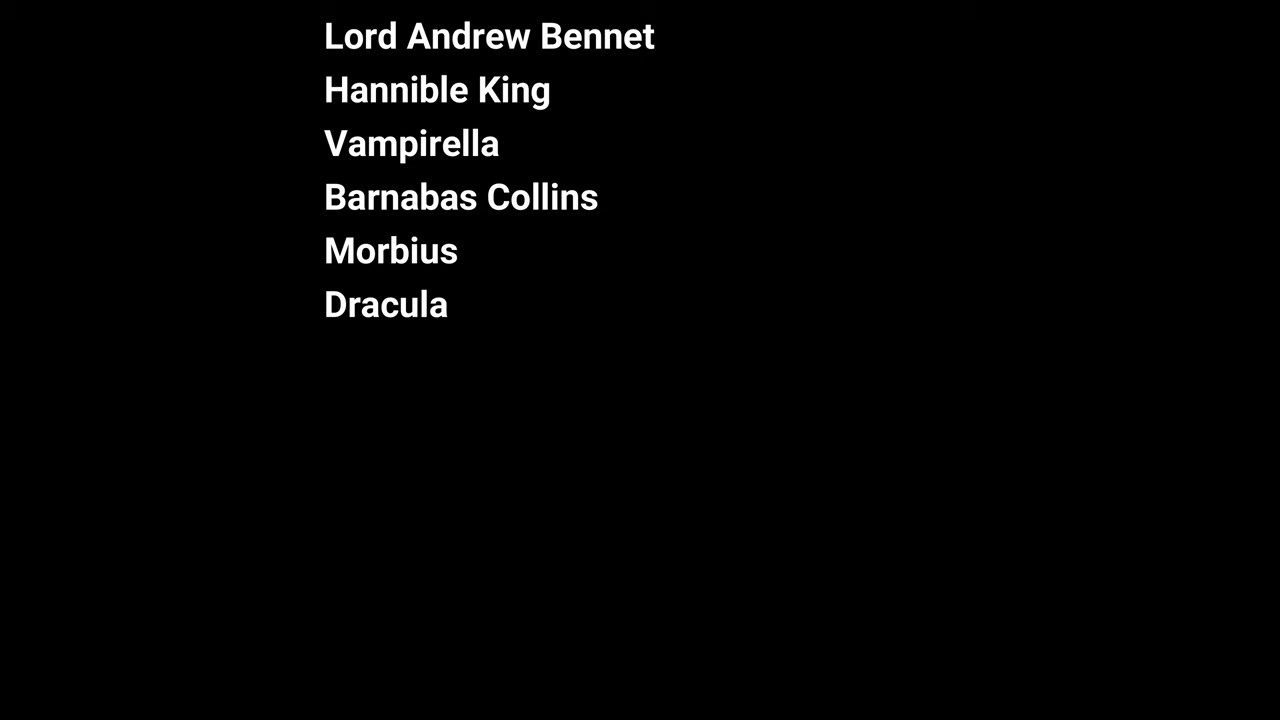 Lord Andrew Bennet
Hannible King
Vampirella
Barnabas Collins
Morbius
Dracula